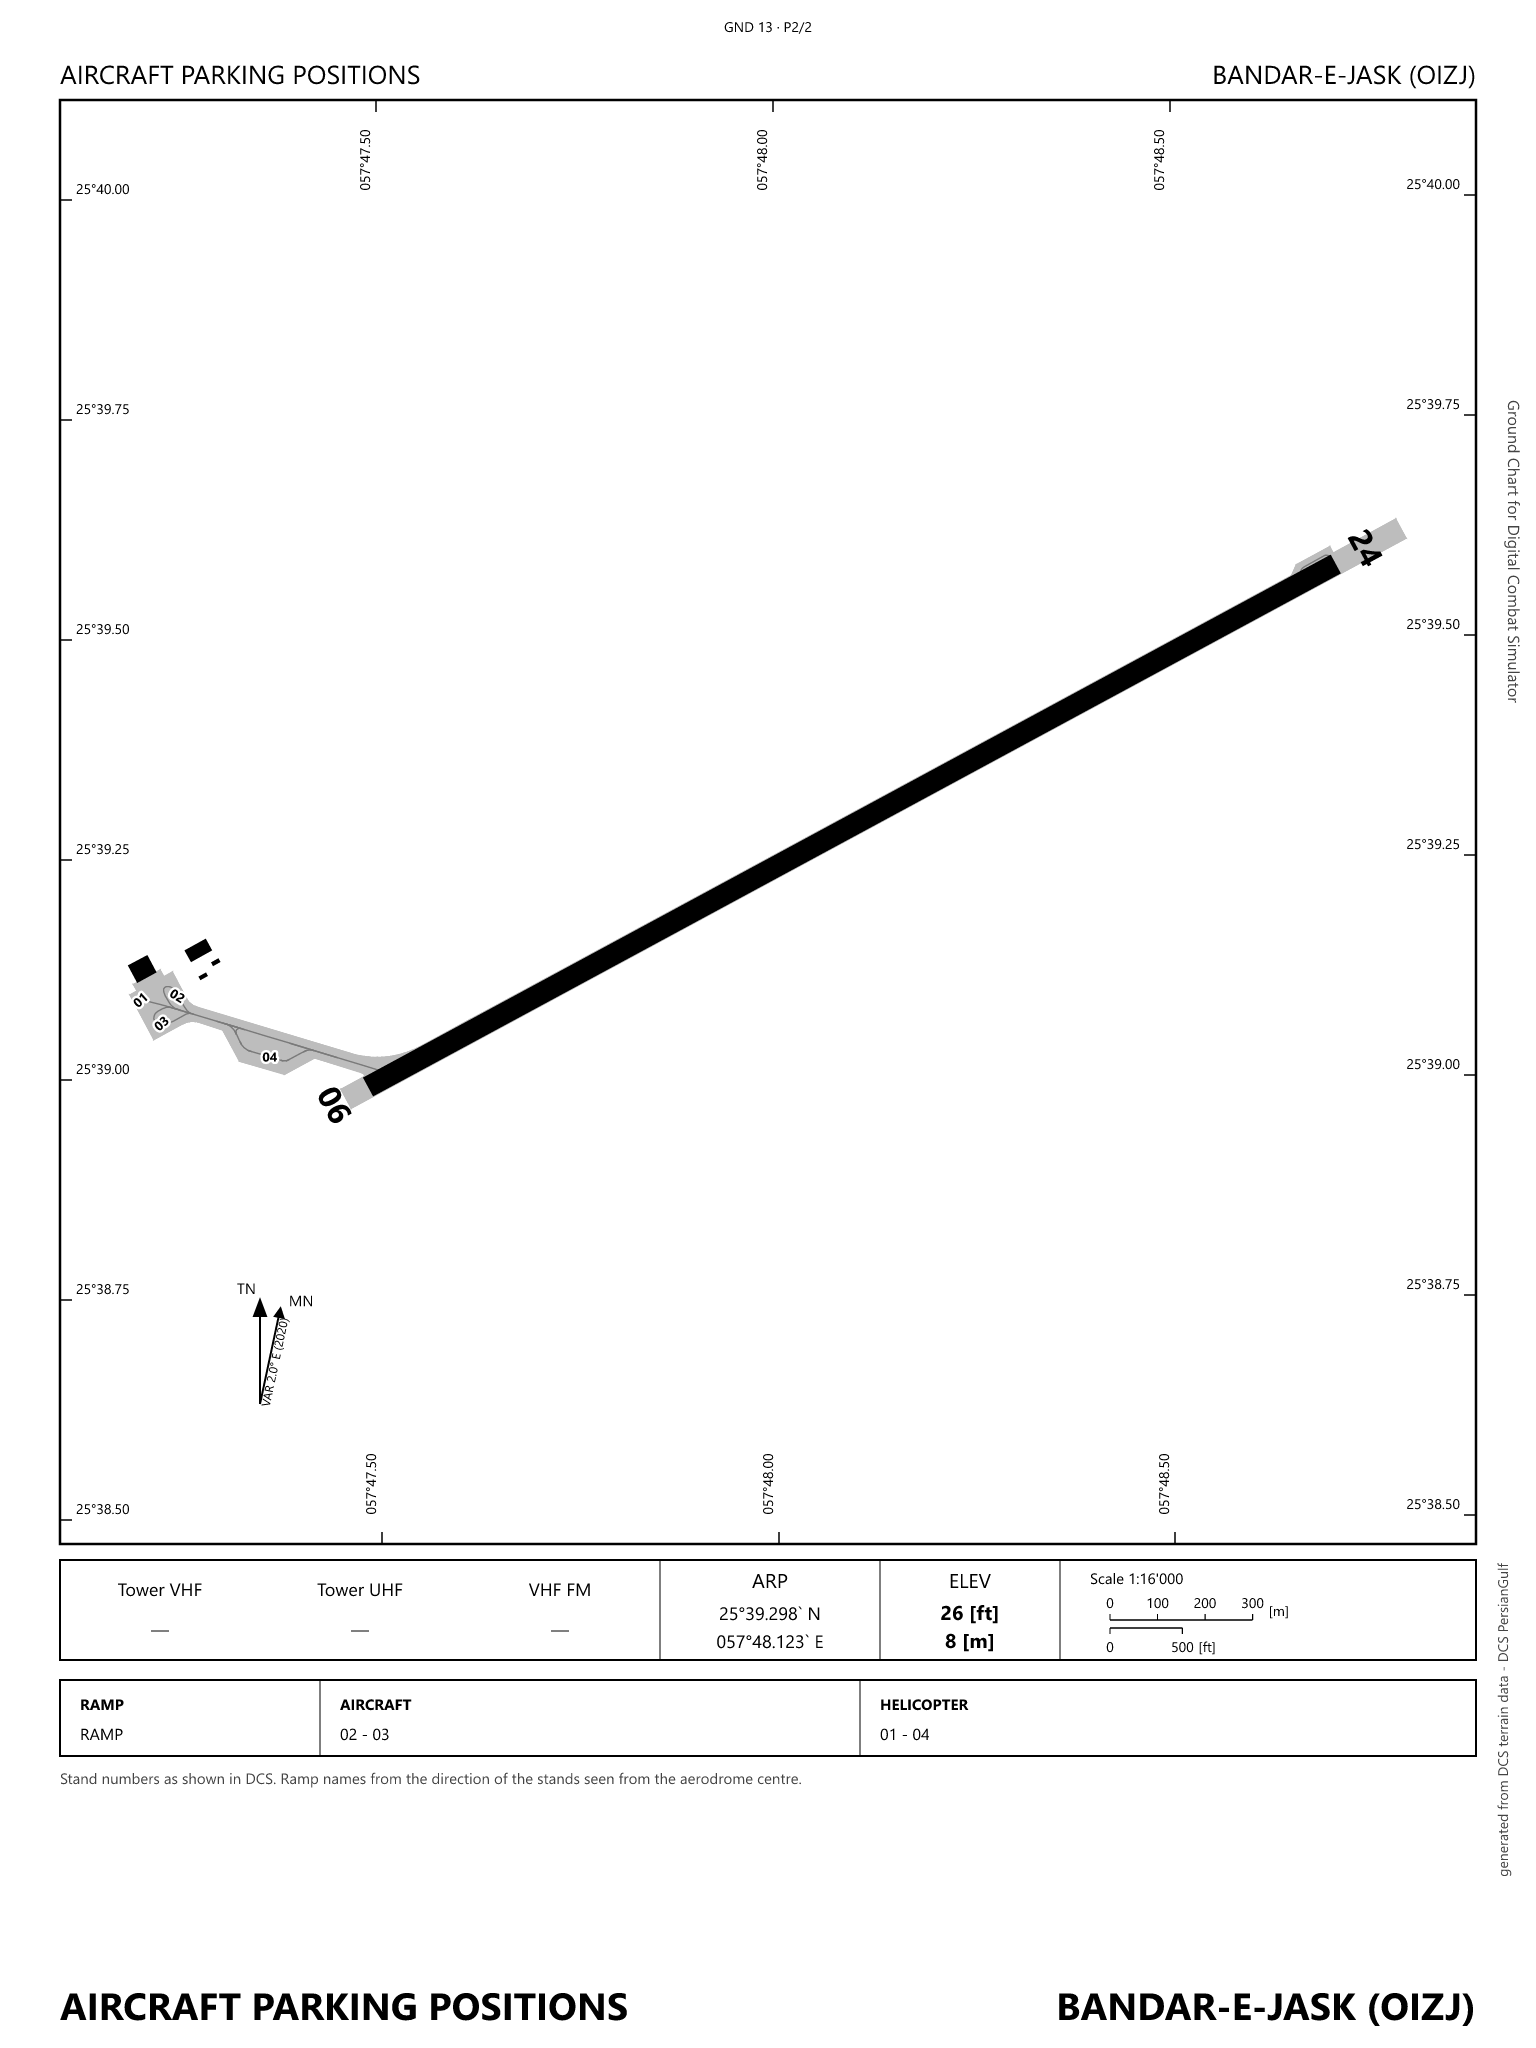 GND 13 · P2/2
AIRCRAFT PARKING POSITIONS
BANDAR-E-JASK (OIZJ)
057°47.50
057°48.00
057°48.50
25°40.00
25°40.00
25°39.75
25°39.75
Ground Chart for Digital Combat Simulator
24
25°39.50
25°39.50
25°39.25
25°39.25
01
02
03
04
25°39.00
25°39.00
06
25°38.75
25°38.75
TN
MN
VAR 2.0° E (2020)
057°47.50
057°48.00
057°48.50
25°38.50
25°38.50
Tower VHF
—
Tower UHF
—
VHF FM
—
ARP
25°39.298` N
057°48.123` E
ELEV
26 [ft]
8 [m]
Scale 1:16'000
0 100 200 300 [m]
0 500 [ft]
generated from DCS terrain data - DCS PersianGulf
RAMP
AIRCRAFT
HELICOPTER
RAMP
02 - 03
01 - 04
Stand numbers as shown in DCS. Ramp names from the direction of the stands seen from the aerodrome centre.
AIRCRAFT PARKING POSITIONS
BANDAR-E-JASK (OIZJ)